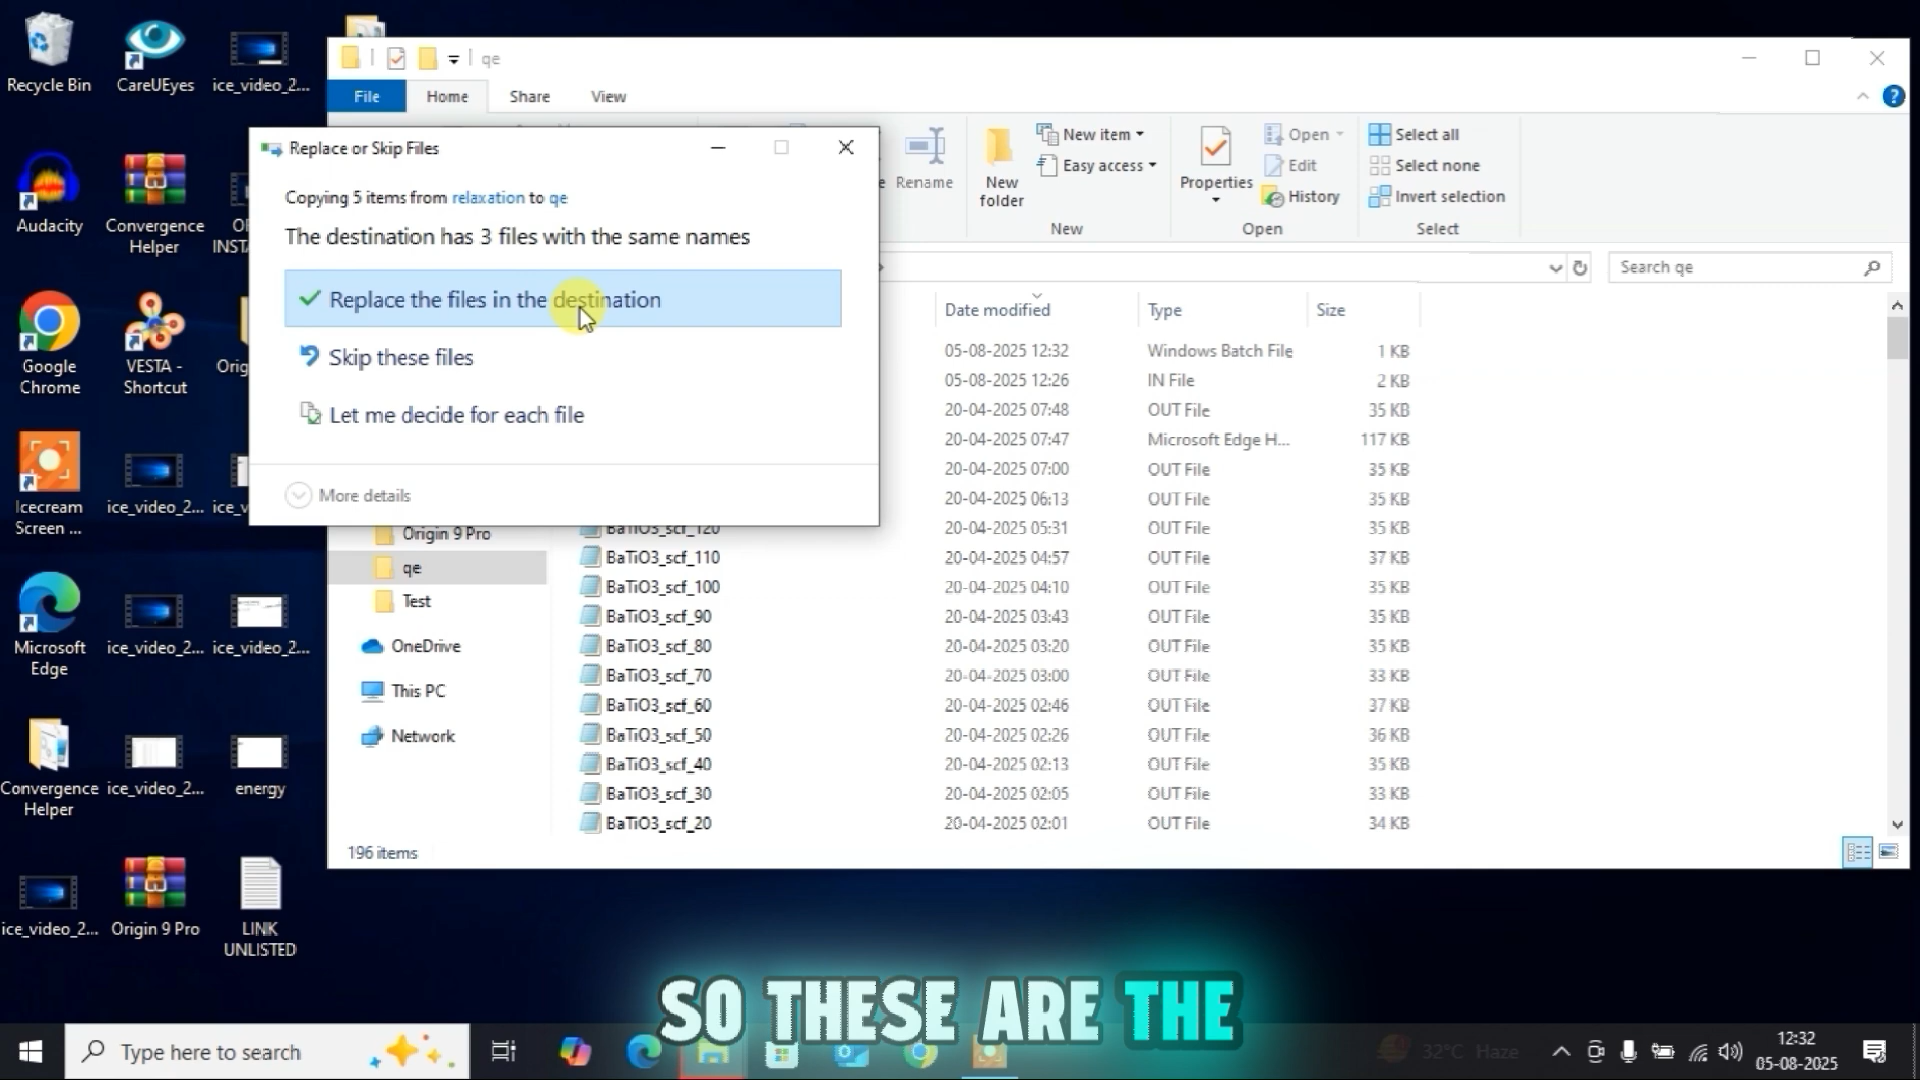 Recycle Bin
CareUEyes
ice_video_2...
Audacity
Convergence Helper
Google Chrome
VESTA - Shortcut
Icecream Screen ...
ice_video_2...
Microsoft Edge
ice_video_2...
ice_video_2...
Convergence Helper
ice_video_2...
energy
ice_video_2...
Origin 9 Pro
LINK UNLISTED
qe
File
Home
Share
View
Rename
New folder
New item
Easy access
New
Properties
Open
Edit
History
Open
Select all
Select none
Invert selection
Select
Search qe
Replace or Skip Files
Copying 5 items from relaxation to qe
The destination has 3 files with the same names
Replace the files in the destination
Skip these files
Let me decide for each file
More details
Origin 9 Pro
qe
Test
OneDrive
This PC
Network
Date modified Type Size
05-08-2025 12:32 Windows Batch File 1 KB
05-08-2025 12:26 IN File 2 KB
20-04-2025 07:48 OUT File 35 KB
20-04-2025 07:47 Microsoft Edge H... 117 KB
20-04-2025 07:00 OUT File 35 KB
20-04-2025 06:13 OUT File 35 KB
BaTiO3_scf_120 20-04-2025 05:31 OUT File 35 KB
BaTiO3_scf_110 20-04-2025 04:57 OUT File 37 KB
BaTiO3_scf_100 20-04-2025 04:10 OUT File 35 KB
BaTiO3_scf_90 20-04-2025 03:43 OUT File 35 KB
BaTiO3_scf_80 20-04-2025 03:20 OUT File 35 KB
BaTiO3_scf_70 20-04-2025 03:00 OUT File 33 KB
BaTiO3_scf_60 20-04-2025 02:46 OUT File 37 KB
BaTiO3_scf_50 20-04-2025 02:26 OUT File 36 KB
BaTiO3_scf_40 20-04-2025 02:13 OUT File 35 KB
BaTiO3_scf_30 20-04-2025 02:05 OUT File 33 KB
BaTiO3_scf_20 20-04-2025 02:01 OUT File 34 KB
196 items
SO THESE ARE THE
Type here to search
32°C Haze
12:32
05-08-2025